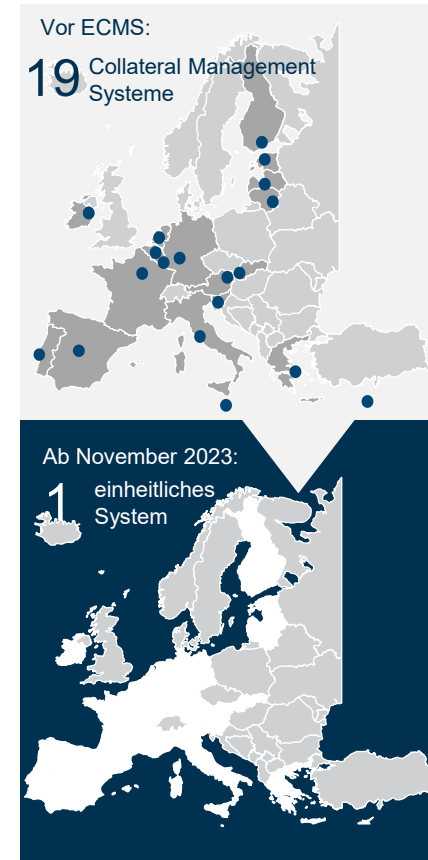 Vor ECMS:
19 Collateral Management
Systeme
Ab November 2023:
1 einheitliches
System